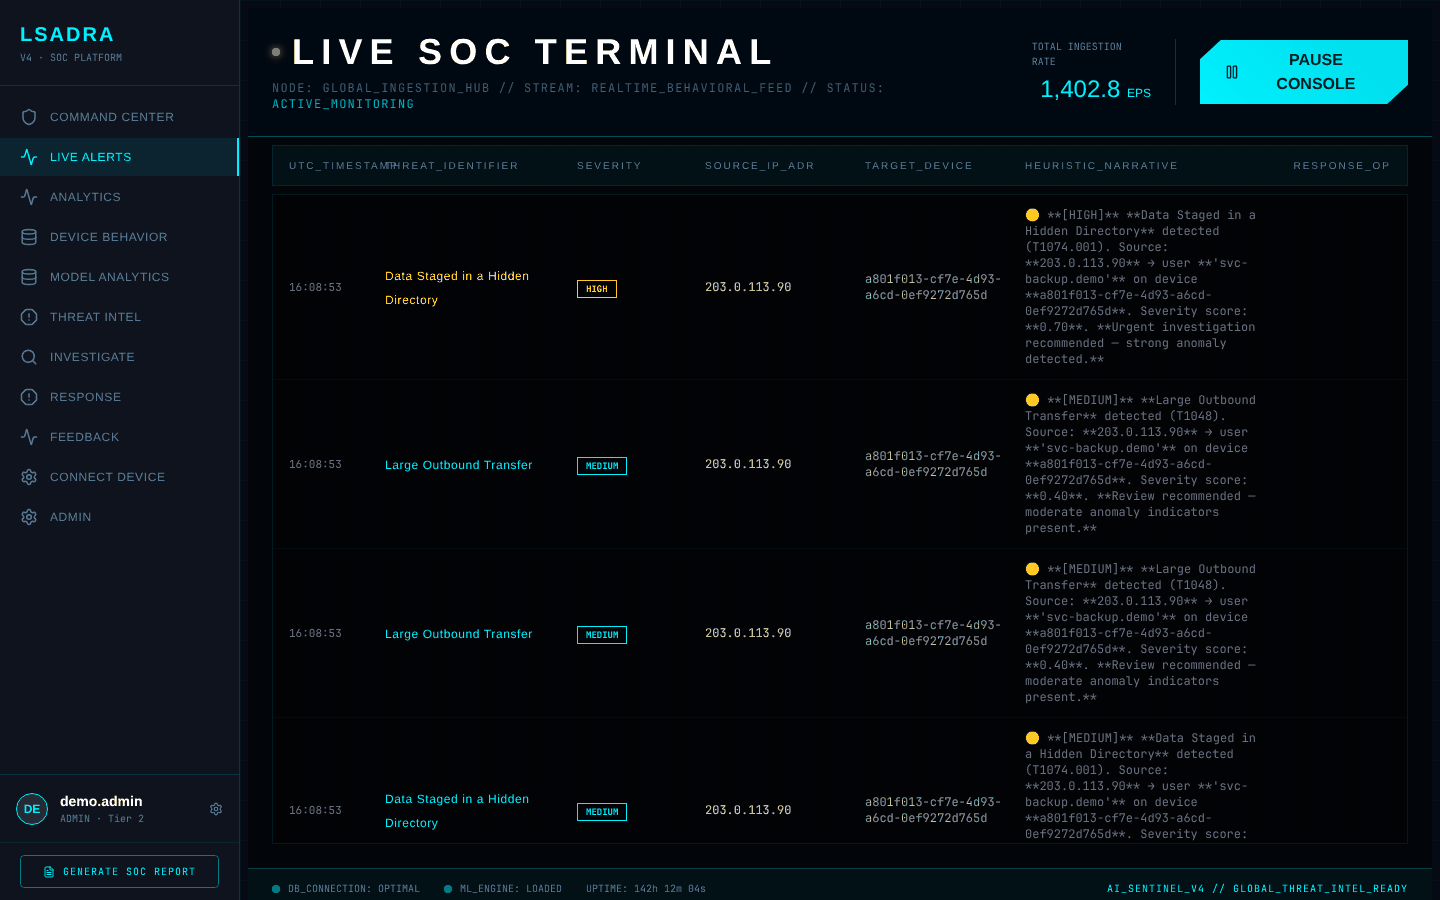 LSADRA
V4 · SOC PLATFORM
COMMAND CENTER
LIVE ALERTS
ANALYTICS
DEVICE BEHAVIOR
MODEL ANALYTICS
THREAT INTEL
INVESTIGATE
RESPONSE
FEEDBACK
CONNECT DEVICE
ADMIN
DE
demo.admin
ADMIN · Tier 2
GENERATE SOC REPORT
LIVE SOC TERMINAL
NODE: GLOBAL_INGESTION_HUB // STREAM: REALTIME_BEHAVIORAL_FEED // STATUS:
ACTIVE_MONITORING
TOTAL INGESTION
RATE
1,402.8 EPS
PAUSE
CONSOLE
UTC_TIMESTAMP THREAT_IDENTIFIER SEVERITY SOURCE_IP_ADR TARGET_DEVICE HEURISTIC_NARRATIVE RESPONSE_OP
16:08:53
Data Staged in a Hidden
Directory
HIGH
203.0.113.90
a801f013-cf7e-4d93-
a6cd-0ef9272d765d
**[HIGH]** **Data Staged in a
Hidden Directory** detected
(T1074.001). Source:
**203.0.113.90** → user **'svc-
backup.demo'** on device
**a801f013-cf7e-4d93-a6cd-
0ef9272d765d**. Severity score:
**0.70**. **Urgent investigation
recommended — strong anomaly
detected.**
16:08:53
Large Outbound Transfer
MEDIUM
203.0.113.90
a801f013-cf7e-4d93-
a6cd-0ef9272d765d
**[MEDIUM]** **Large Outbound
Transfer** detected (T1048).
Source: **203.0.113.90** → user
**'svc-backup.demo'** on device
**a801f013-cf7e-4d93-a6cd-
0ef9272d765d**. Severity score:
**0.40**. **Review recommended —
moderate anomaly indicators
present.**
16:08:53
Large Outbound Transfer
MEDIUM
203.0.113.90
a801f013-cf7e-4d93-
a6cd-0ef9272d765d
**[MEDIUM]** **Large Outbound
Transfer** detected (T1048).
Source: **203.0.113.90** → user
**'svc-backup.demo'** on device
**a801f013-cf7e-4d93-a6cd-
0ef9272d765d**. Severity score:
**0.40**. **Review recommended —
moderate anomaly indicators
present.**
16:08:53
Data Staged in a Hidden
Directory
MEDIUM
203.0.113.90
a801f013-cf7e-4d93-
a6cd-0ef9272d765d
**[MEDIUM]** **Data Staged in
a Hidden Directory** detected
(T1074.001). Source:
**203.0.113.90** → user **'svc-
backup.demo'** on device
**a801f013-cf7e-4d93-a6cd-
0ef9272d765d**. Severity score:
DB_CONNECTION: OPTIMAL ML_ENGINE: LOADED UPTIME: 142h 12m 04s
AI_SENTINEL_V4 // GLOBAL_THREAT_INTEL_READY